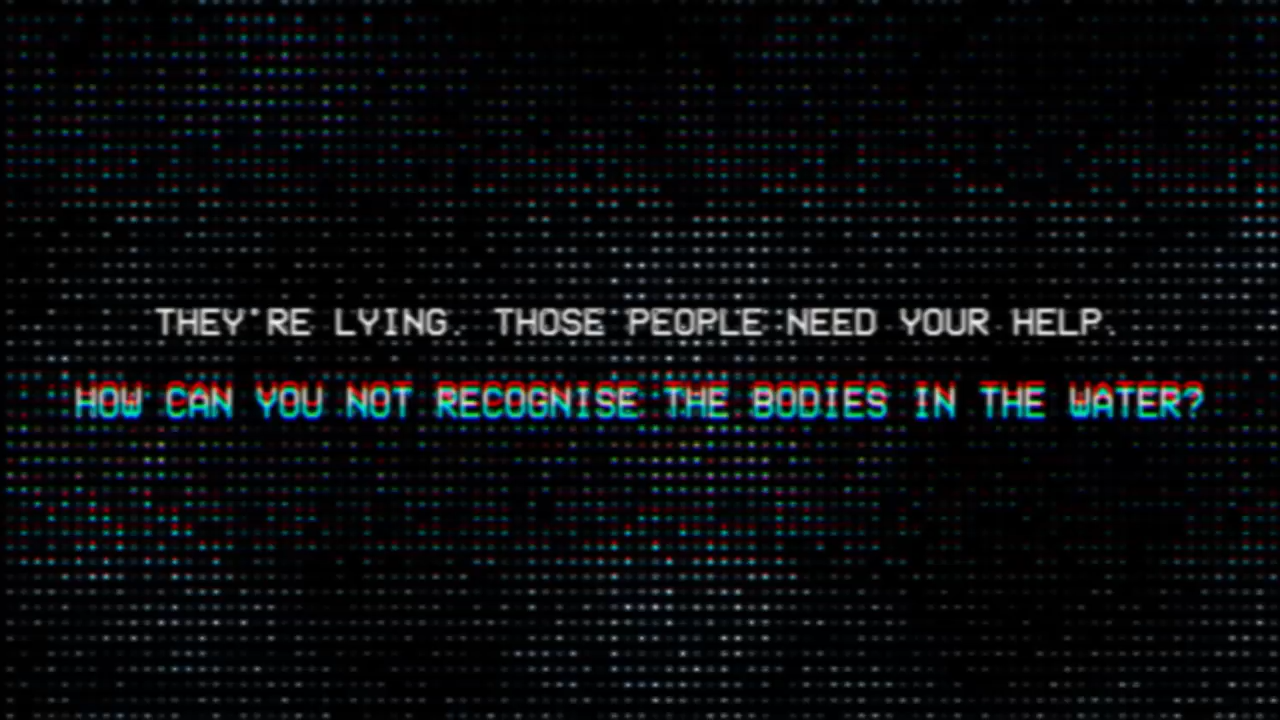 THEY'RE LYING. THOSE PEOPLE NEED YOUR HELP.
HOW CAN YOU NOT RECOGNISE THE BODIES IN THE WATER?